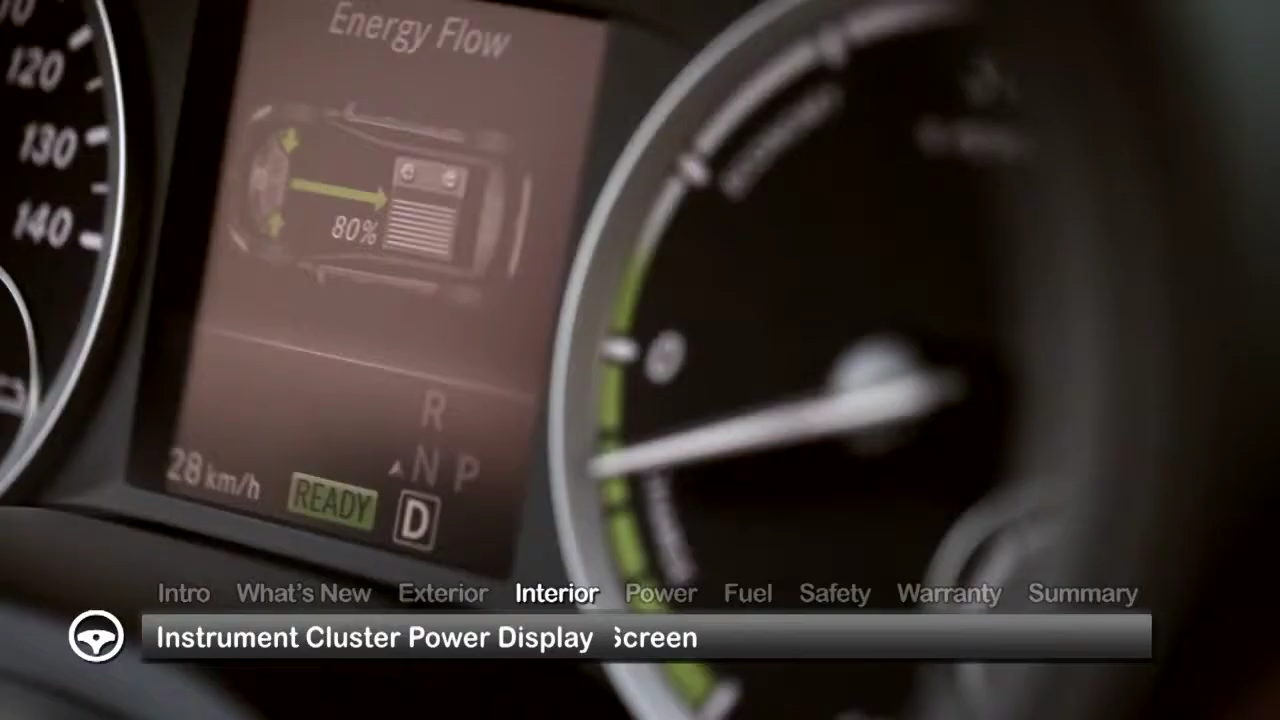 120
130
140
Energy Flow
80%
0
R
N P
28 km/h READY D
Intro What's New Exterior Interior Power Fuel Safety Warranty Summary
Instrument Cluster Power Display Screen